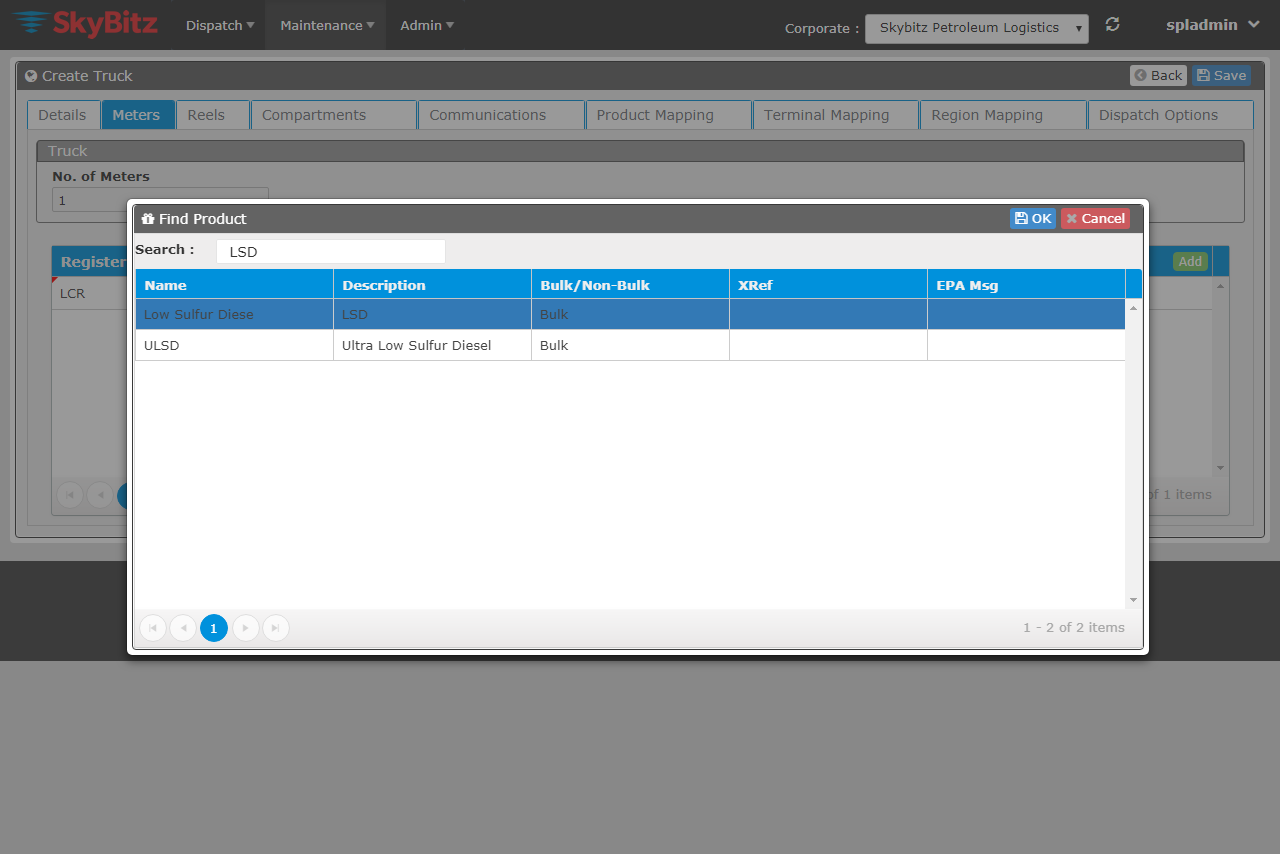 SkyBitz Dispatch Maintenance Admin Corporate : Skybitz Petroleum Logistics spladmin
Create Truck Back Save
Details Meters Reels Compartments Communications Product Mapping Terminal Mapping Region Mapping Dispatch Options
Truck
No. of Meters
1
Find Product OK Cancel
Search : LSD
Register Add
Name Description Bulk/Non-Bulk XRef EPA Msg
LCR
Low Sulfur Diese LSD Bulk
ULSD Ultra Low Sulfur Diesel Bulk
of 1 items
1 1 - 2 of 2 items